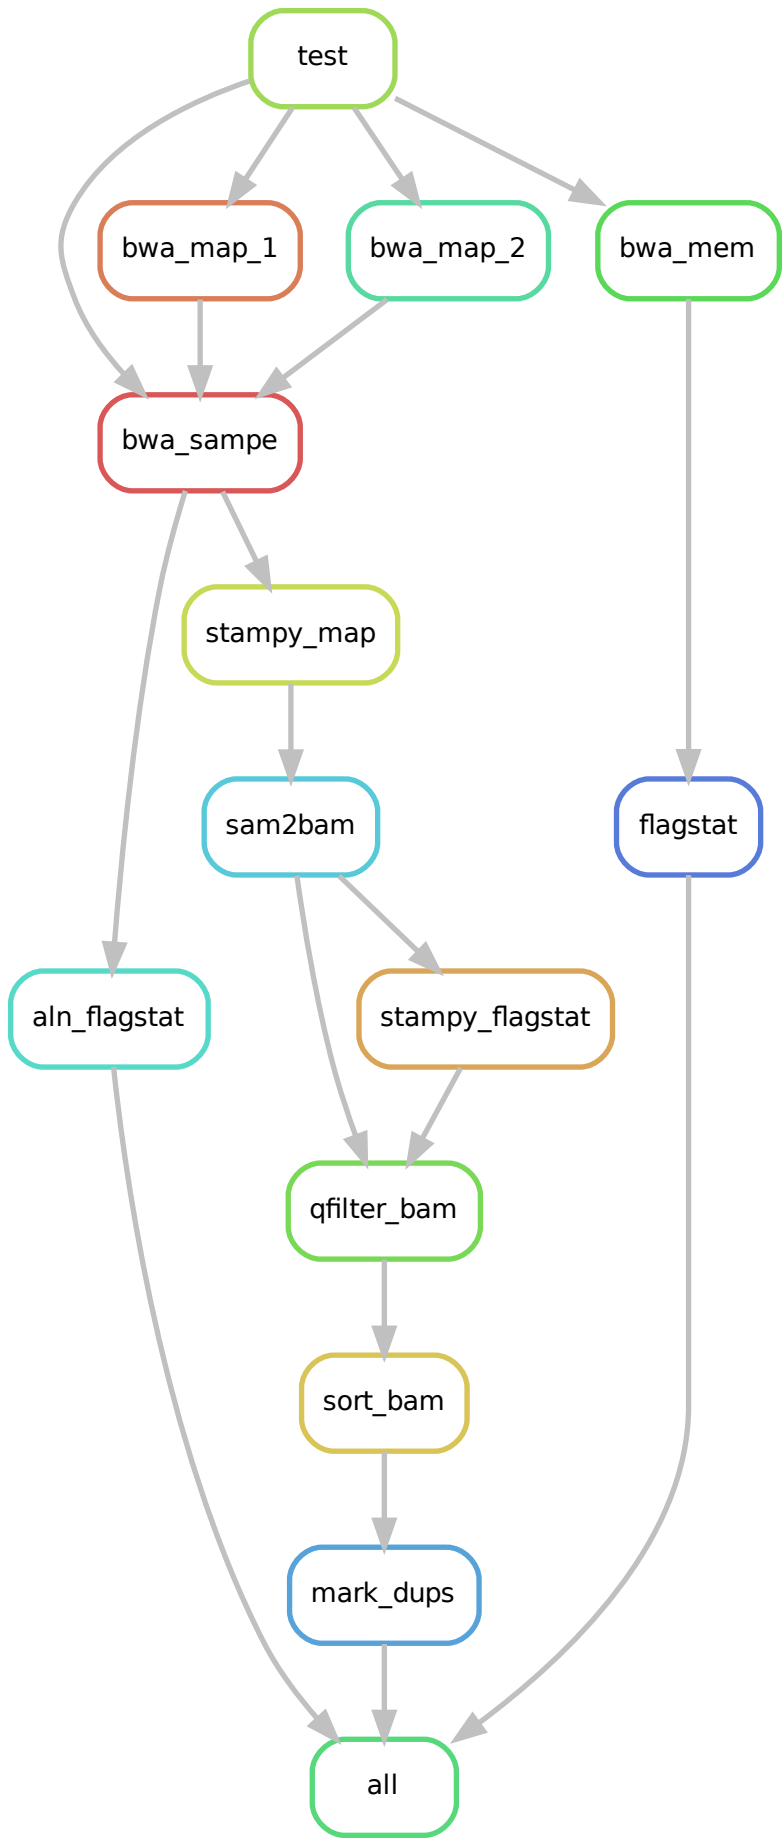 test
bwa_map_1
bwa_map_2
bwa_mem
bwa_sampe
stampy_map
sam2bam
flagstat
aln_flagstat
stampy_flagstat
qfilter_bam
sort_bam
mark_dups
all